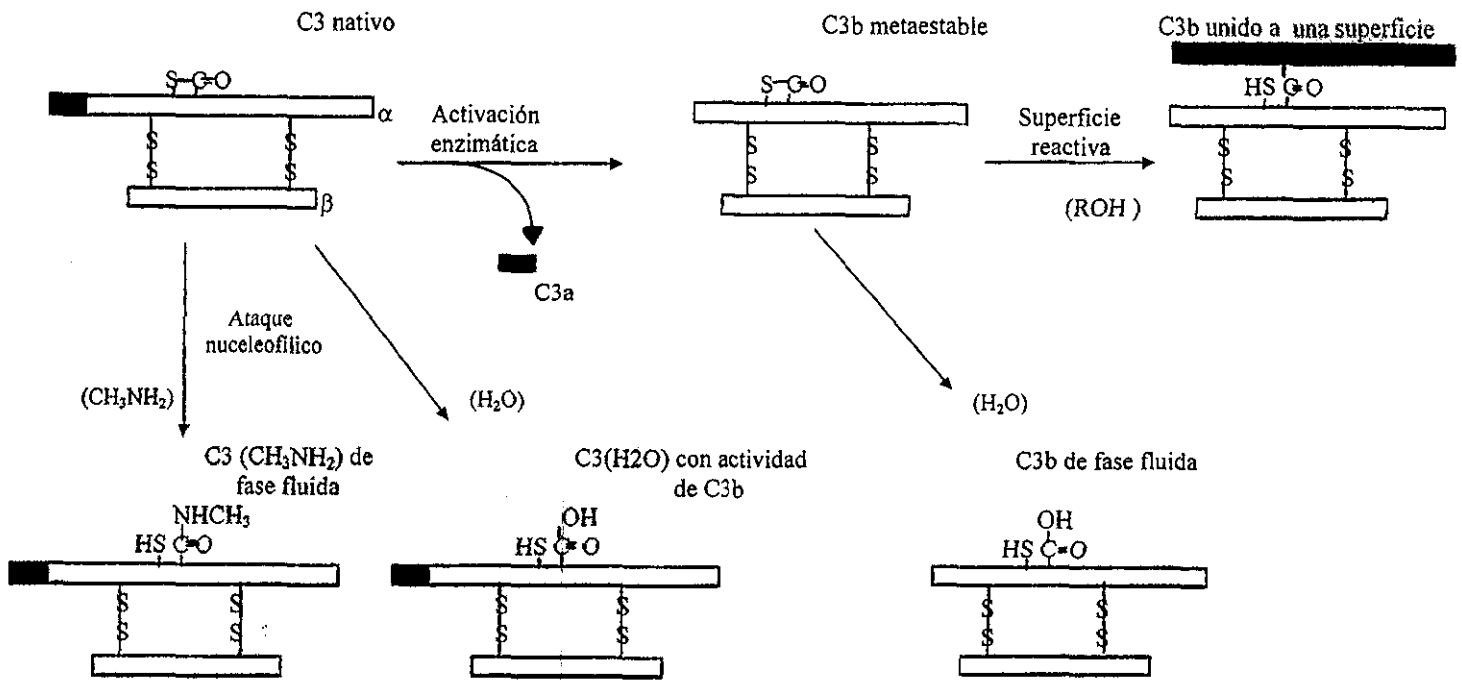 C3 nativo
C3b metaestable
C3b unido a una superficie
S-C=O
α
S S
S S
β
Activación
enzimática
C3a
S-C=O
S S
S S
Superficie
reactiva
(ROH )
HS C=O
S S
S S
Ataque
nuceleofilico
(CH₃NH₂)
(H₂O)
(H₂O)
C3 (CH₃NH₂) de
fase fluida
NHCH₃
HS C=O
S S
S S
C3(H2O) con actividad
de C3b
OH
HS C=O
S S
S S
C3b de fase fluida
OH
HS C=O
S S
S S